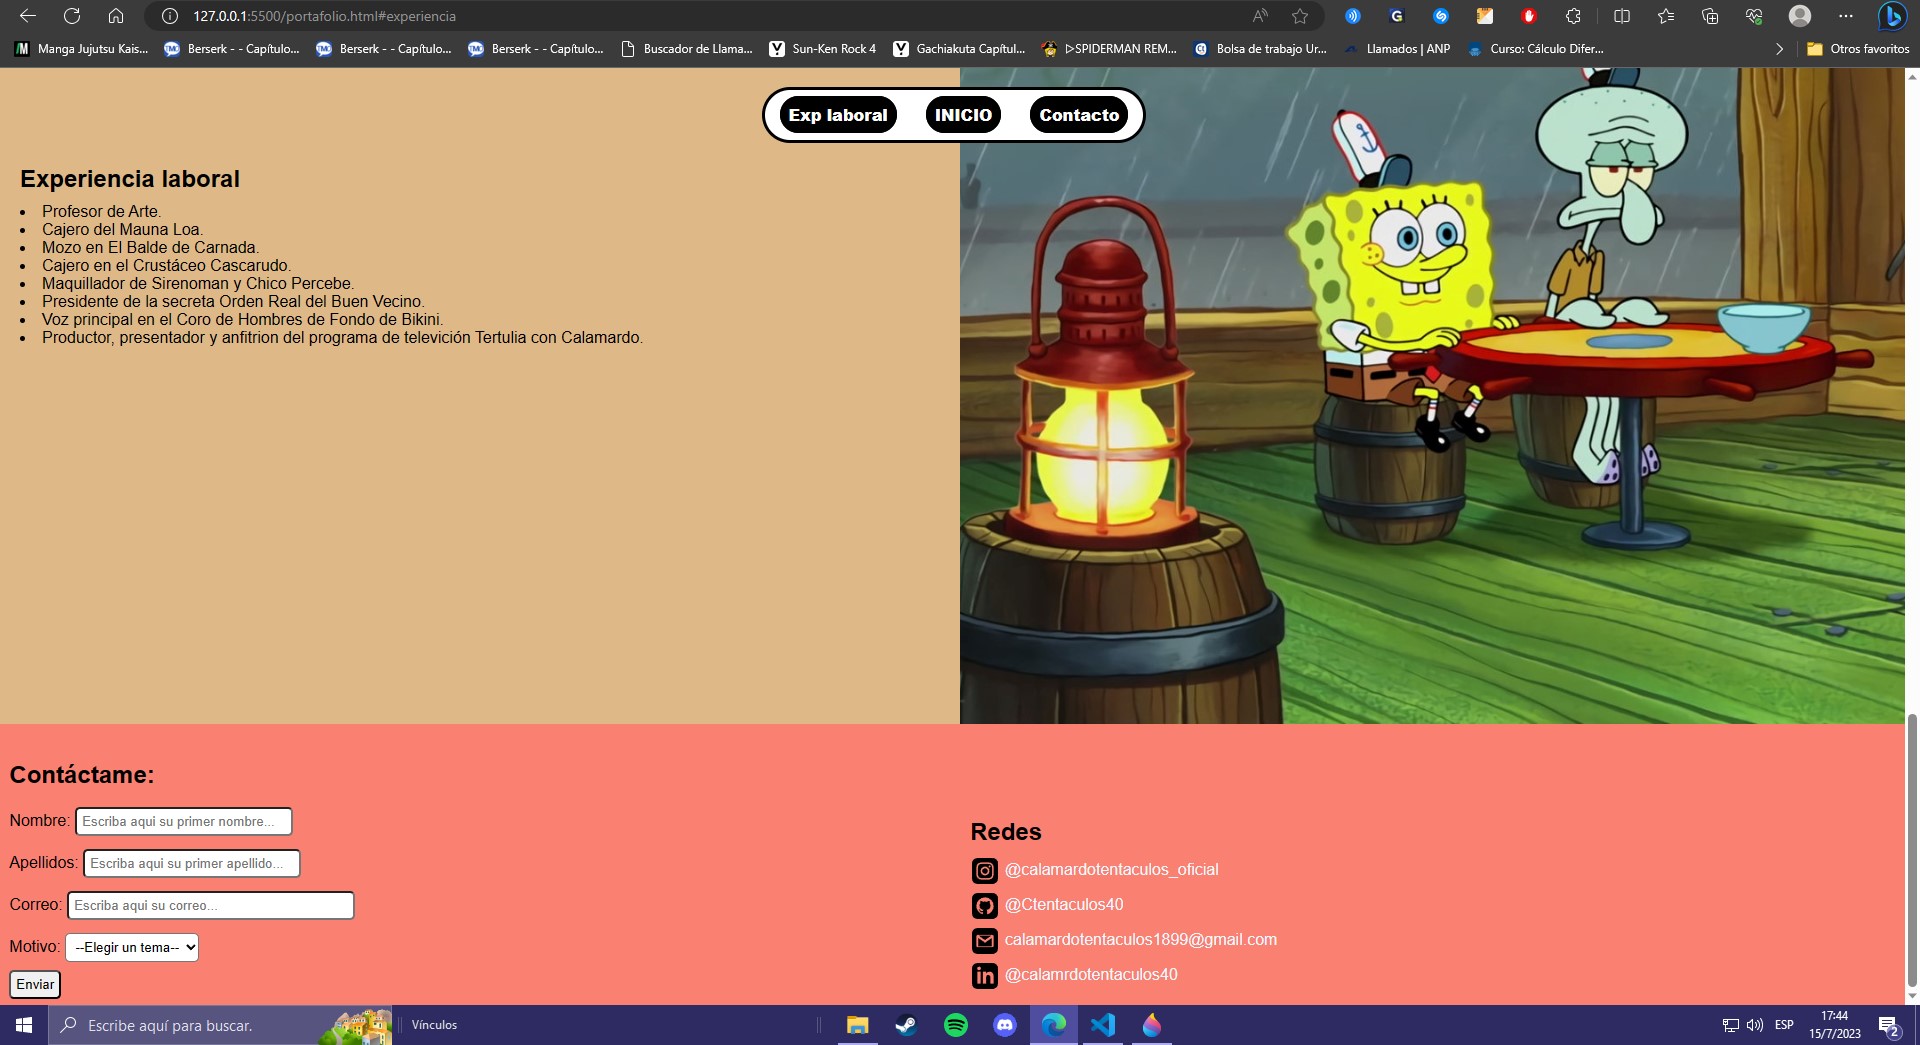 127.0.0.1:5500/portafolio.html#experiencia
Manga Jujutsu Kais... Berserk - - Capítulo... Berserk - - Capítulo... Berserk - - Capítulo... Buscador de Llama... Sun-Ken Rock 4 Gachiakuta Capítul... ▷SPIDERMAN REM... Bolsa de trabajo Ur... Llamados | ANP Curso: Cálculo Difer... Otros favoritos
Exp laboral INICIO Contacto
Experiencia laboral
• Profesor de Arte.
• Cajero del Mauna Loa.
• Mozo en El Balde de Carnada.
• Cajero en el Crustáceo Cascarudo.
• Maquillador de Sirenoman y Chico Percebe.
• Presidente de la secreta Orden Real del Buen Vecino.
• Voz principal en el Coro de Hombres de Fondo de Bikini.
• Productor, presentador y anfitrion del programa de televición Tertulia con Calamardo.
Contáctame:
Nombre: Escriba aqui su primer nombre...
Apellidos: Escriba aqui su primer apellido...
Correo: Escriba aqui su correo...
Motivo: --Elegir un tema--
Enviar
Redes
@calamardotentaculos_oficial
@Ctentaculos40
calamardotentaculos1899@gmail.com
@calamrdotentaculos40
Escribe aquí para buscar. Vínculos ESP 17:44
15/7/2023 2